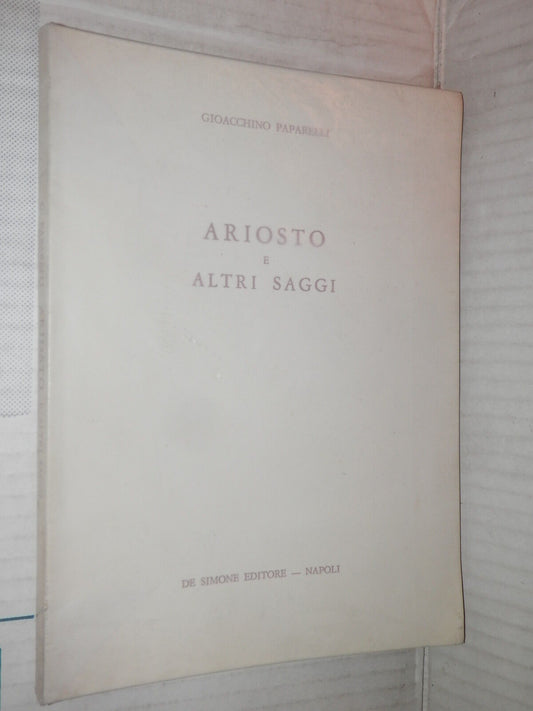 GIOACCHINO PAPARELLI
ARIOSTO
E
ALTRI SAGGI
DE SIMONE EDITORE — NAPOLI